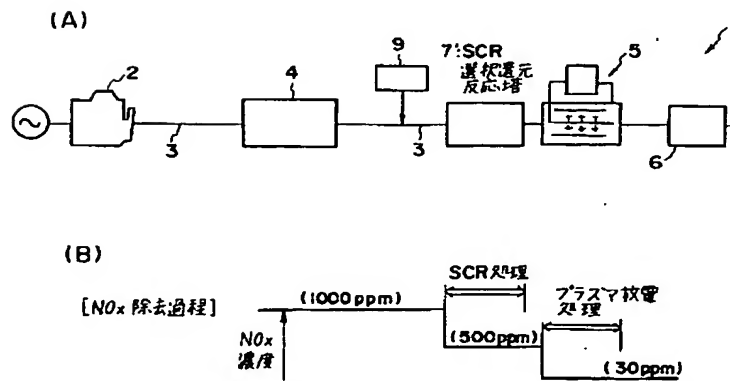 (A)
2
3
4
9
3
7:SCR
選択還元
反応塔
5
6
(B)
[NOx 除去過程]
NOx
濃度
(1000ppm)
SCR処理
(500ppm)
プラズマ放電
処理
(30ppm)